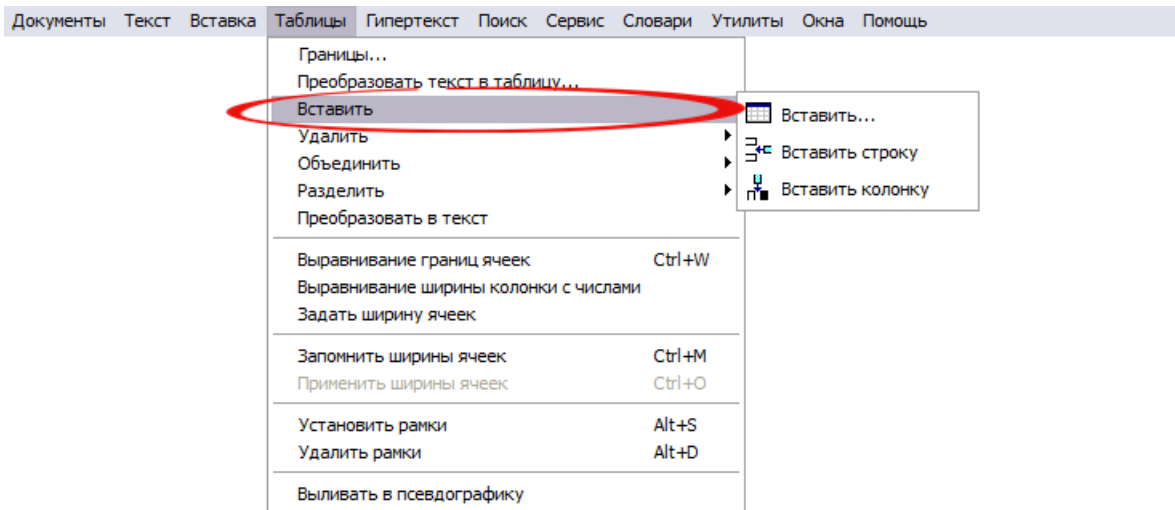 Документы Текст Вставка Таблицы Гипертекст Поиск Сервис Словари Утилиты Окна Помощь
Границы...
Преобразовать текст в таблицу...
Вставить
Удалить
Объединить
Разделить
Преобразовать в текст
Выравнивание границ ячеек Ctrl+W
Выравнивание ширины колонки с числами
Задать ширину ячеек
Запомнить ширины ячеек Ctrl+M
Применить ширины ячеек Ctrl+O
Установить рамки Alt+S
Удалить рамки Alt+D
Выливать в псевдографику
Вставить...
Вставить строку
Вставить колонку